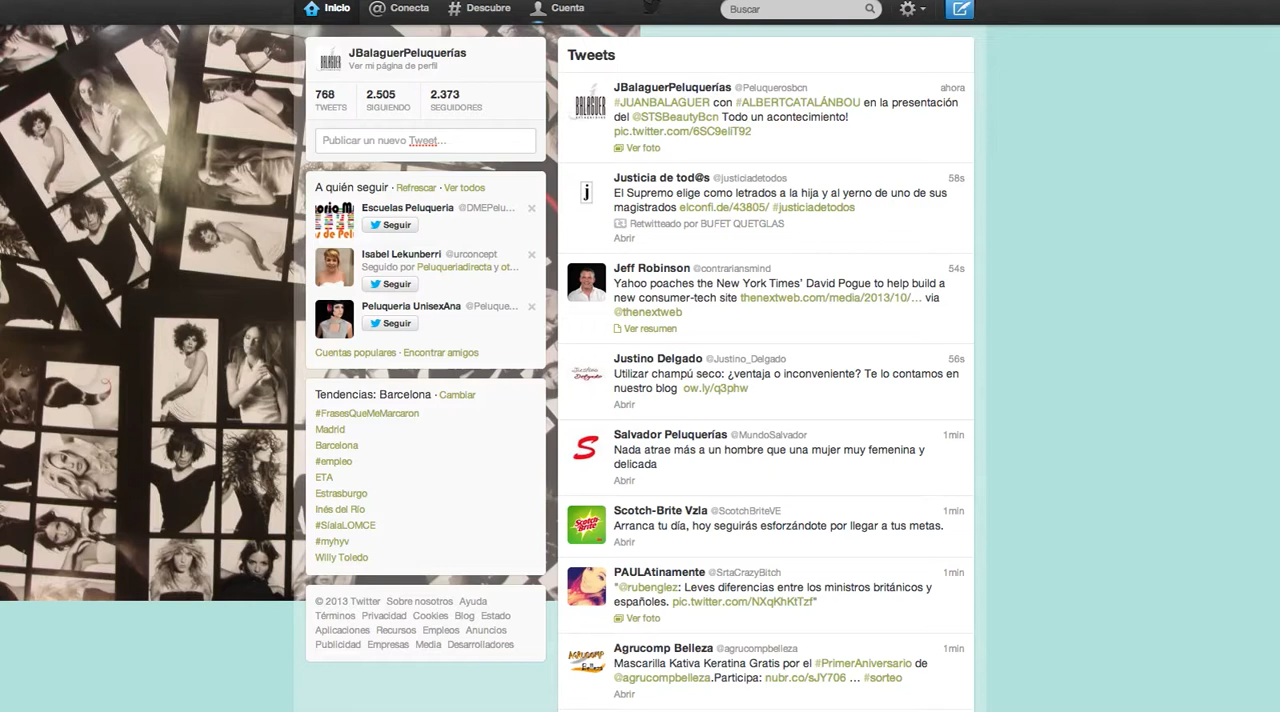 Inicio
Conecta
Descubre
Cuenta
Buscar
JBalaguerPeluquerías
Ver mi página de perfil
768
TWEETS
2.505
SIGUIENDO
2.373
SEGUIDORES
Publicar un nuevo Tweet...
A quién seguir · Refrescar · Ver todos
Escuelas Peluqueria @DMEPelu...
Seguir
Isabel Lekunberri @urconcept
Seguido por Peluqueriadirecta y ot...
Seguir
Peluqueria UnisexAna @Peluque...
Seguir
Cuentas populares · Encontrar amigos
Tendencias: Barcelona · Cambiar
#FrasesQueMeMarcaron
Madrid
Barcelona
#empleo
ETA
Estrasburgo
Inés del Río
#SíalaLOMCE
#myhyv
Willy Toledo
© 2013 Twitter Sobre nosotros Ayuda
Términos Privacidad Cookies Blog Estado
Aplicaciones Recursos Empleos Anuncios
Publicidad Empresas Media Desarrolladores
Tweets
JBalaguerPeluquerías @Peluquerosbcn ahora
#JUANBALAGUER con #ALBERTCATALÁNBOU en la presentación
del @STSBeautyBcn Todo un acontecimiento!
pic.twitter.com/6SC9eliT92
Ver foto
Justicia de tod@s @justiciadetodos 58s
El Supremo elige como letrados a la hija y al yerno de uno de sus
magistrados elconfi.de/43805/ #justiciadetodos
Retwitteado por BUFET QUETGLAS
Abrir
Jeff Robinson @contrariansmind 54s
Yahoo poaches the New York Times' David Pogue to help build a
new consumer-tech site thenextweb.com/media/2013/10/... via
@thenextweb
Ver resumen
Justino Delgado @Justino_Delgado 56s
Utilizar champú seco: ¿ventaja o inconveniente? Te lo contamos en
nuestro blog ow.ly/q3phw
Abrir
Salvador Peluquerías @MundoSalvador 1min
Nada atrae más a un hombre que una mujer muy femenina y
delicada
Abrir
Scotch-Brite Vzla @ScotchBriteVE 1min
Arranca tu día, hoy seguirás esforzándote por llegar a tus metas.
Abrir
PAULAtinamente @SrtaCrazyBitch 1min
"@rubenglez: Leves diferencias entre los ministros británicos y
españoles. pic.twitter.com/NXqKhKtTzf"
Ver foto
Agrucomp Belleza @agrucompbelleza 1min
Mascarilla Kativa Keratina Gratis por el #PrimerAniversario de
@agrucompbelleza.Participa: nubr.co/sJY706 ... #sorteo
Abrir